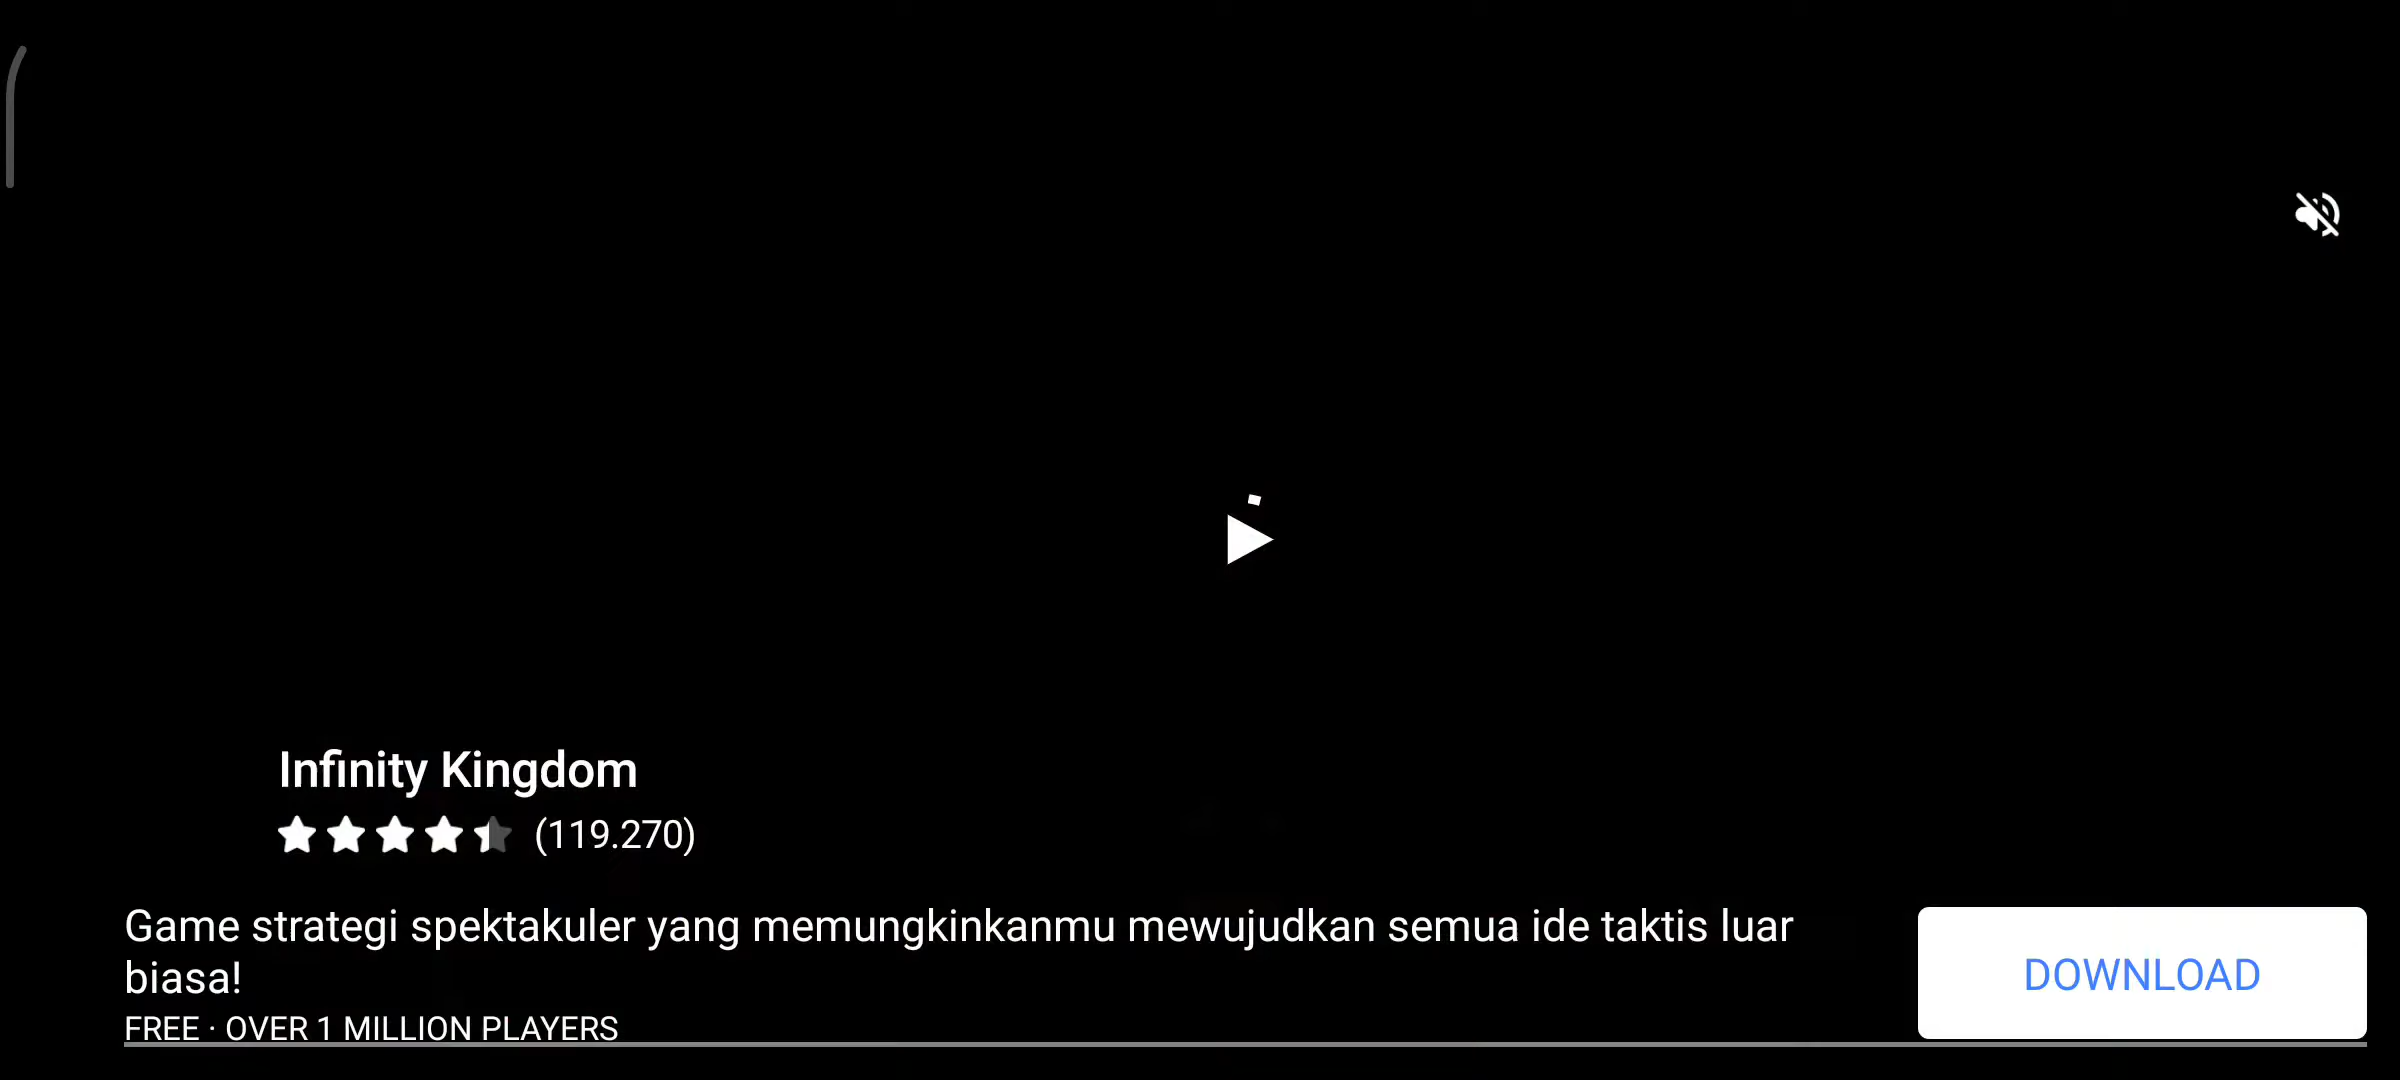 Infinity Kingdom
(119.270)
Game strategi spektakuler yang memungkinkanmu mewujudkan semua ide taktis luar
biasa!
FREE · OVER 1 MILLION PLAYERS
DOWNLOAD